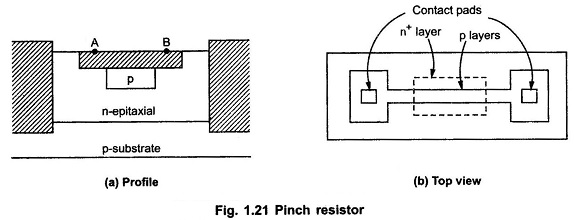 Contact pads
n+ layer
p layers
A
B
p
n-epitaxial
p-substrate
(a) Profile
(b) Top view
Fig. 1.21 Pinch resistor